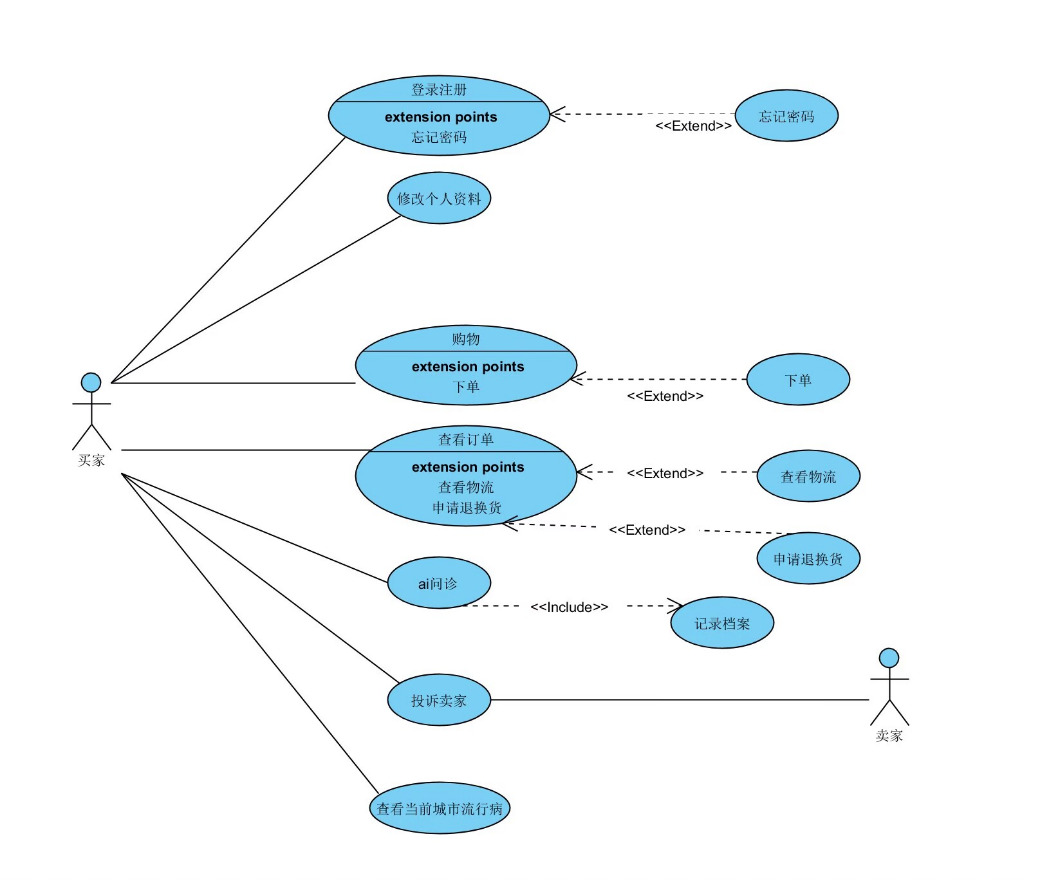 登录注册
extension points
忘记密码
<<Extend>>
忘记密码
修改个人资料
购物
extension points
下单
<<Extend>>
下单
买家
查看订单
extension points
查看物流
申请退换货
<<Extend>>
查看物流
<<Extend>>
申请退换货
ai问诊
<<Include>>
记录档案
投诉卖家
卖家
查看当前城市流行病